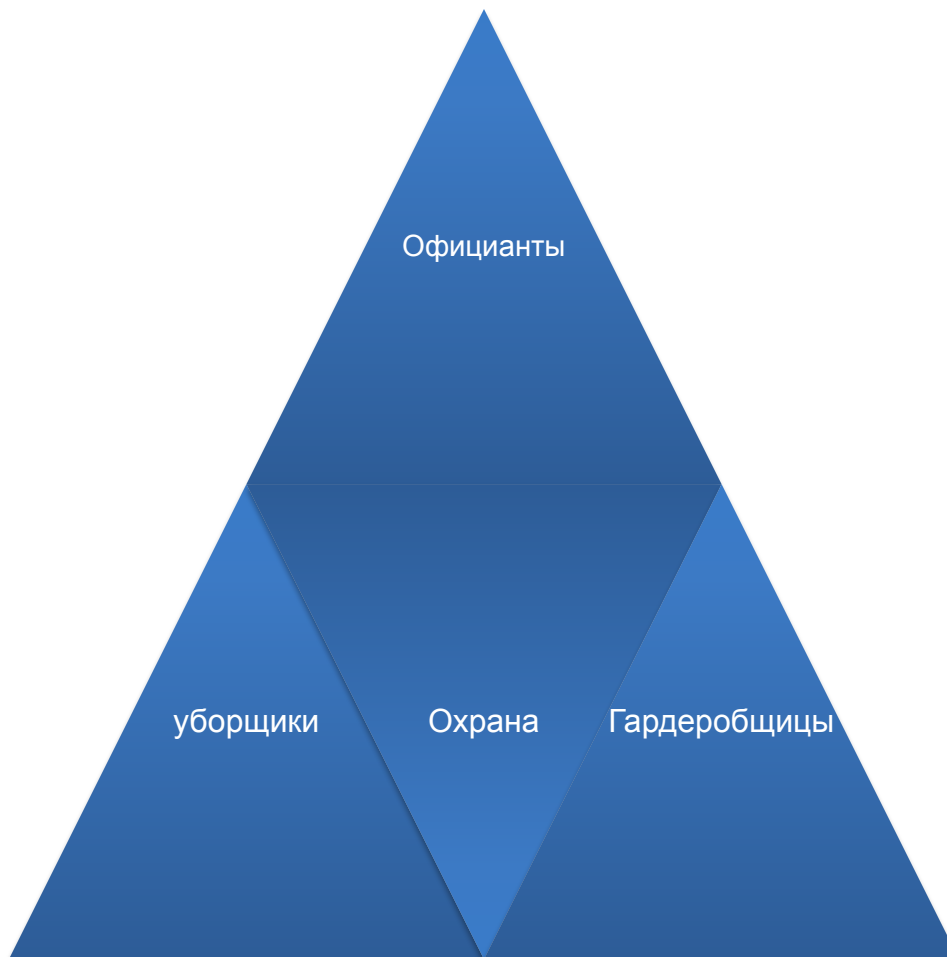 Официанты
уборщики
Охрана
Гардеробщицы